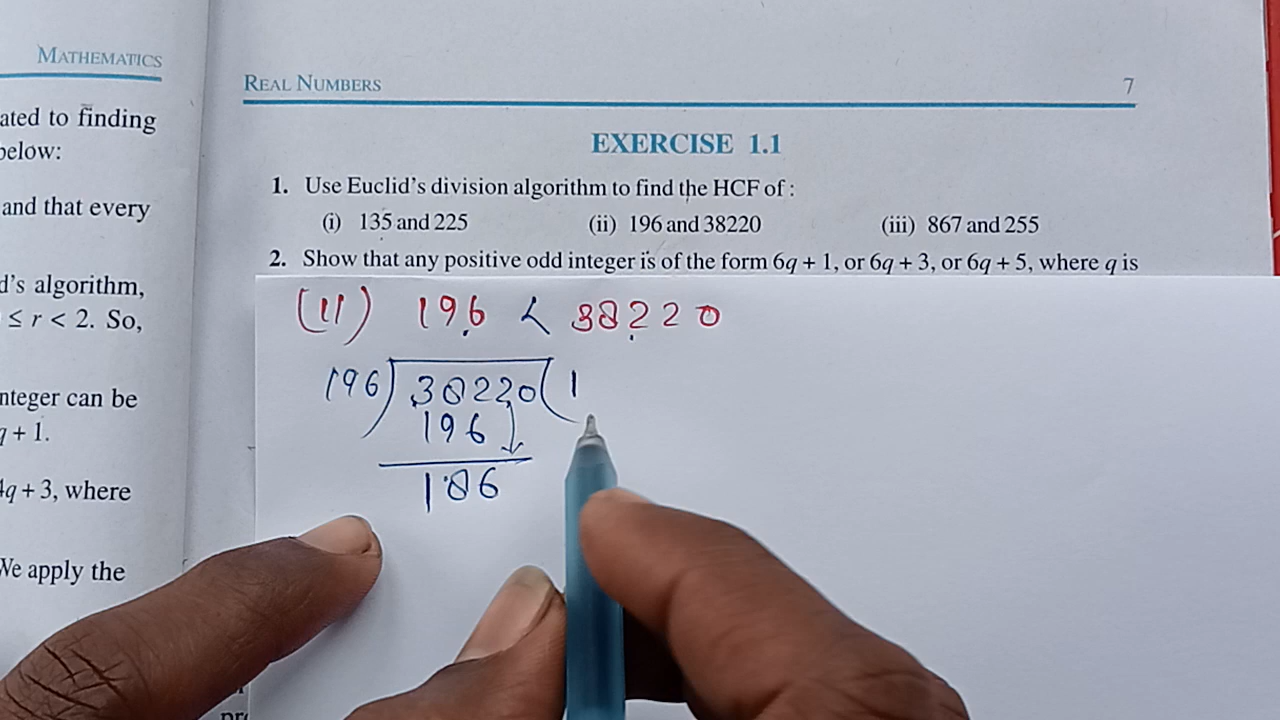 MATHEMATICS
ated to finding
below:
and that every
d's algorithm,
≤ r < 2. So,
nteger can be
q + 1.
4q + 3, where
We apply the
REAL NUMBERS 7
EXERCISE 1.1
1. Use Euclid's division algorithm to find the HCF of :
(i) 135 and 225 (ii) 196 and 38220 (iii) 867 and 255
2. Show that any positive odd integer is of the form 6q + 1, or 6q + 3, or 6q + 5, where q is
(11) 196 < 38220
196) 38220 ( 1
196
186